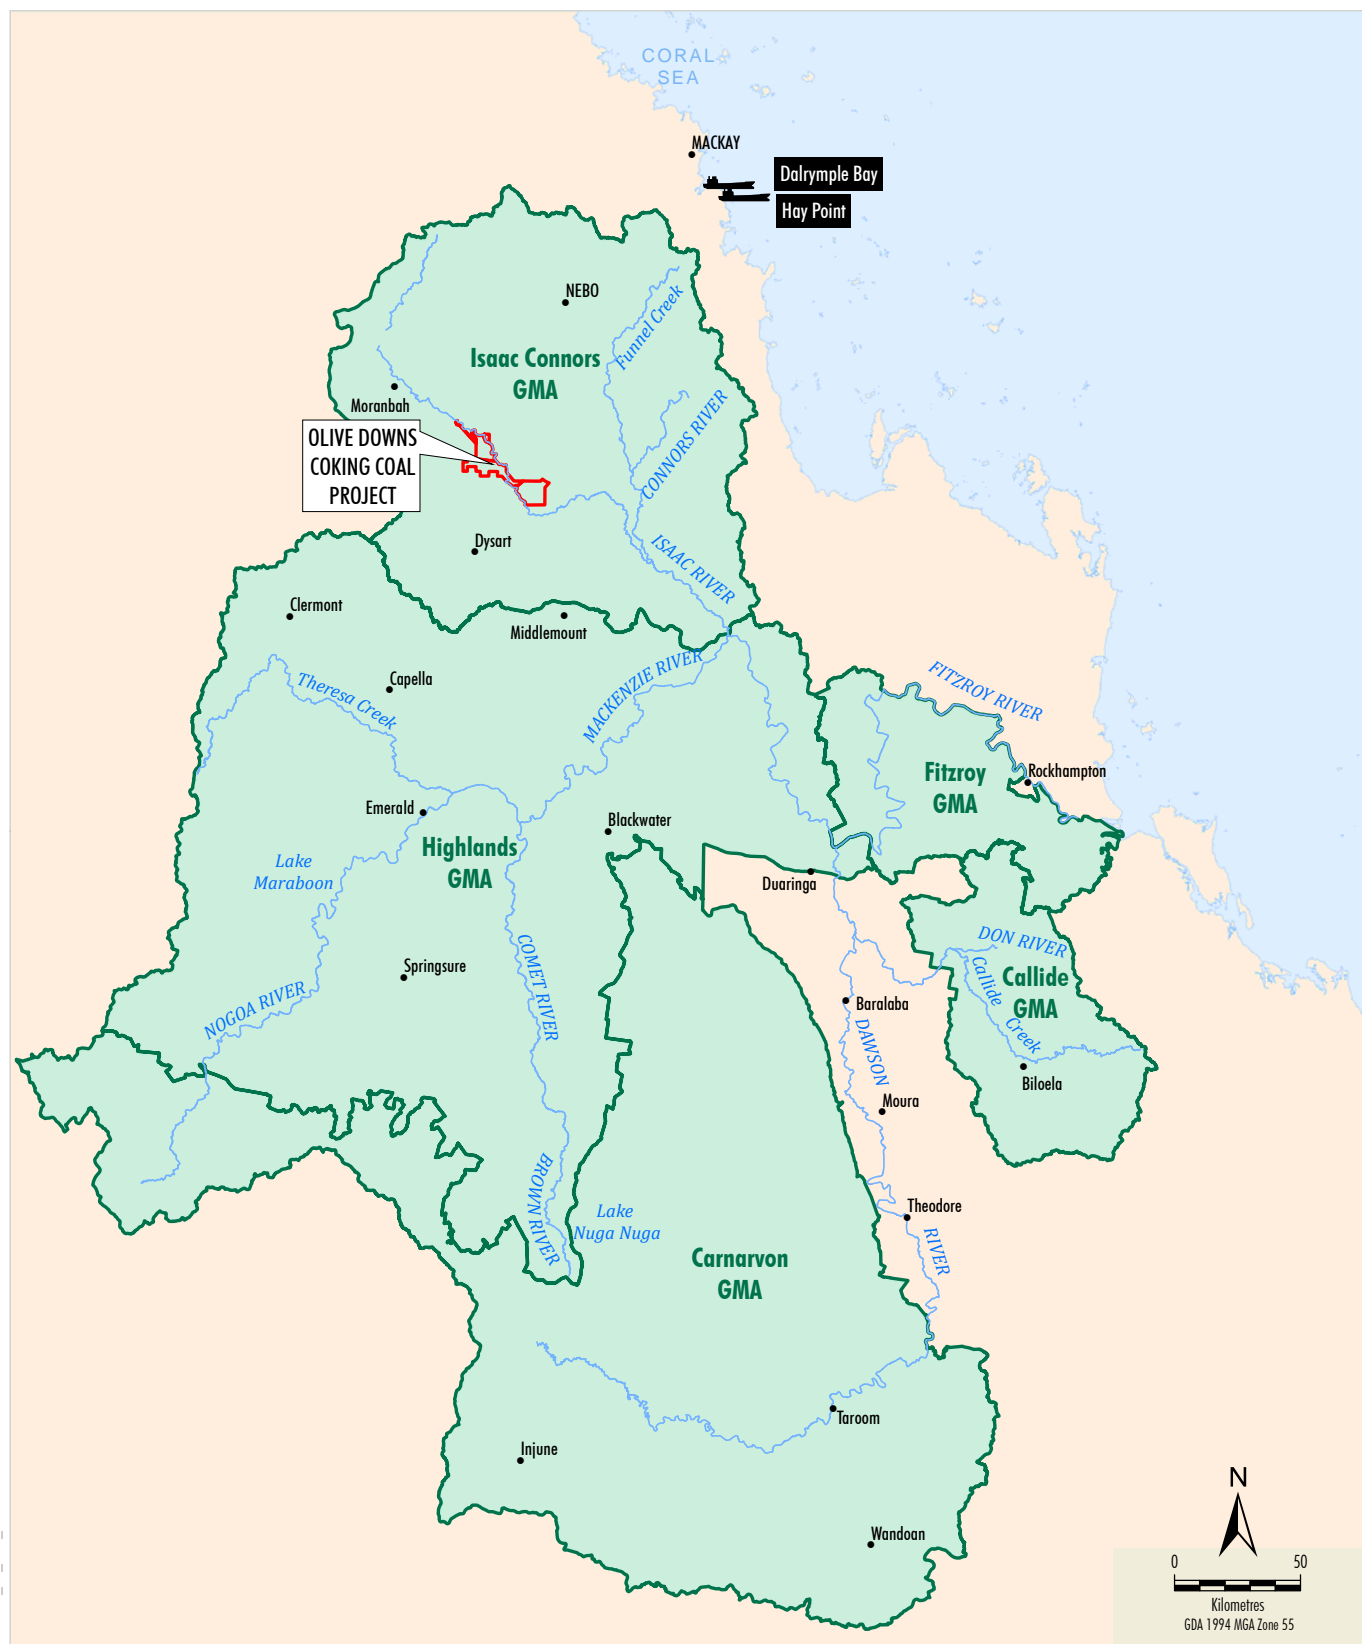 CORAL
SEA
MACKAY
Dalrymple Bay
Hay Point
NEBO
Funnel Creek
Isaac Connors
GMA
Moranbah
CONNORS RIVER
OLIVE DOWNS
COKING COAL
PROJECT
Dysart
ISAAC RIVER
Clermont
Middlemount
MACKENZIE RIVER
Capella
Theresa Creek
FITZROY RIVER
Fitzroy
GMA
Rockhampton
Emerald
Blackwater
Highlands
GMA
Lake
Maraboon
Duaringa
COMET RIVER
DON RIVER
Springsure
Callide
GMA
Callide Creek
NOGOA RIVER
Baralaba
DAWSON
Biloela
Moura
BROWN RIVER
Theodore
Lake
Nuga Nuga
RIVER
Carnarvon
GMA
Taroom
Injune
Wandoan
N
0 50
Kilometres
GDA 1994 MGA Zone 55